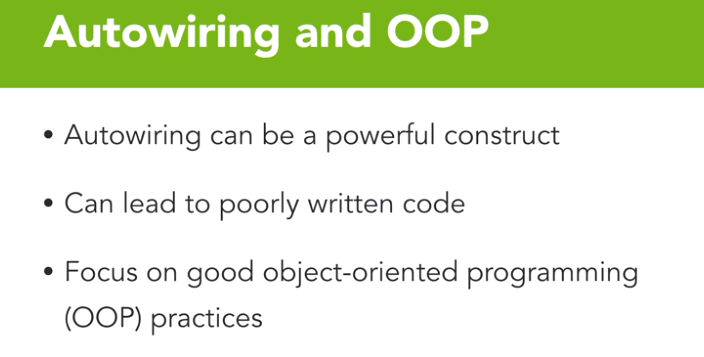 Autowiring and OOP
• Autowiring can be a powerful construct
• Can lead to poorly written code
• Focus on good object-oriented programming
(OOP) practices